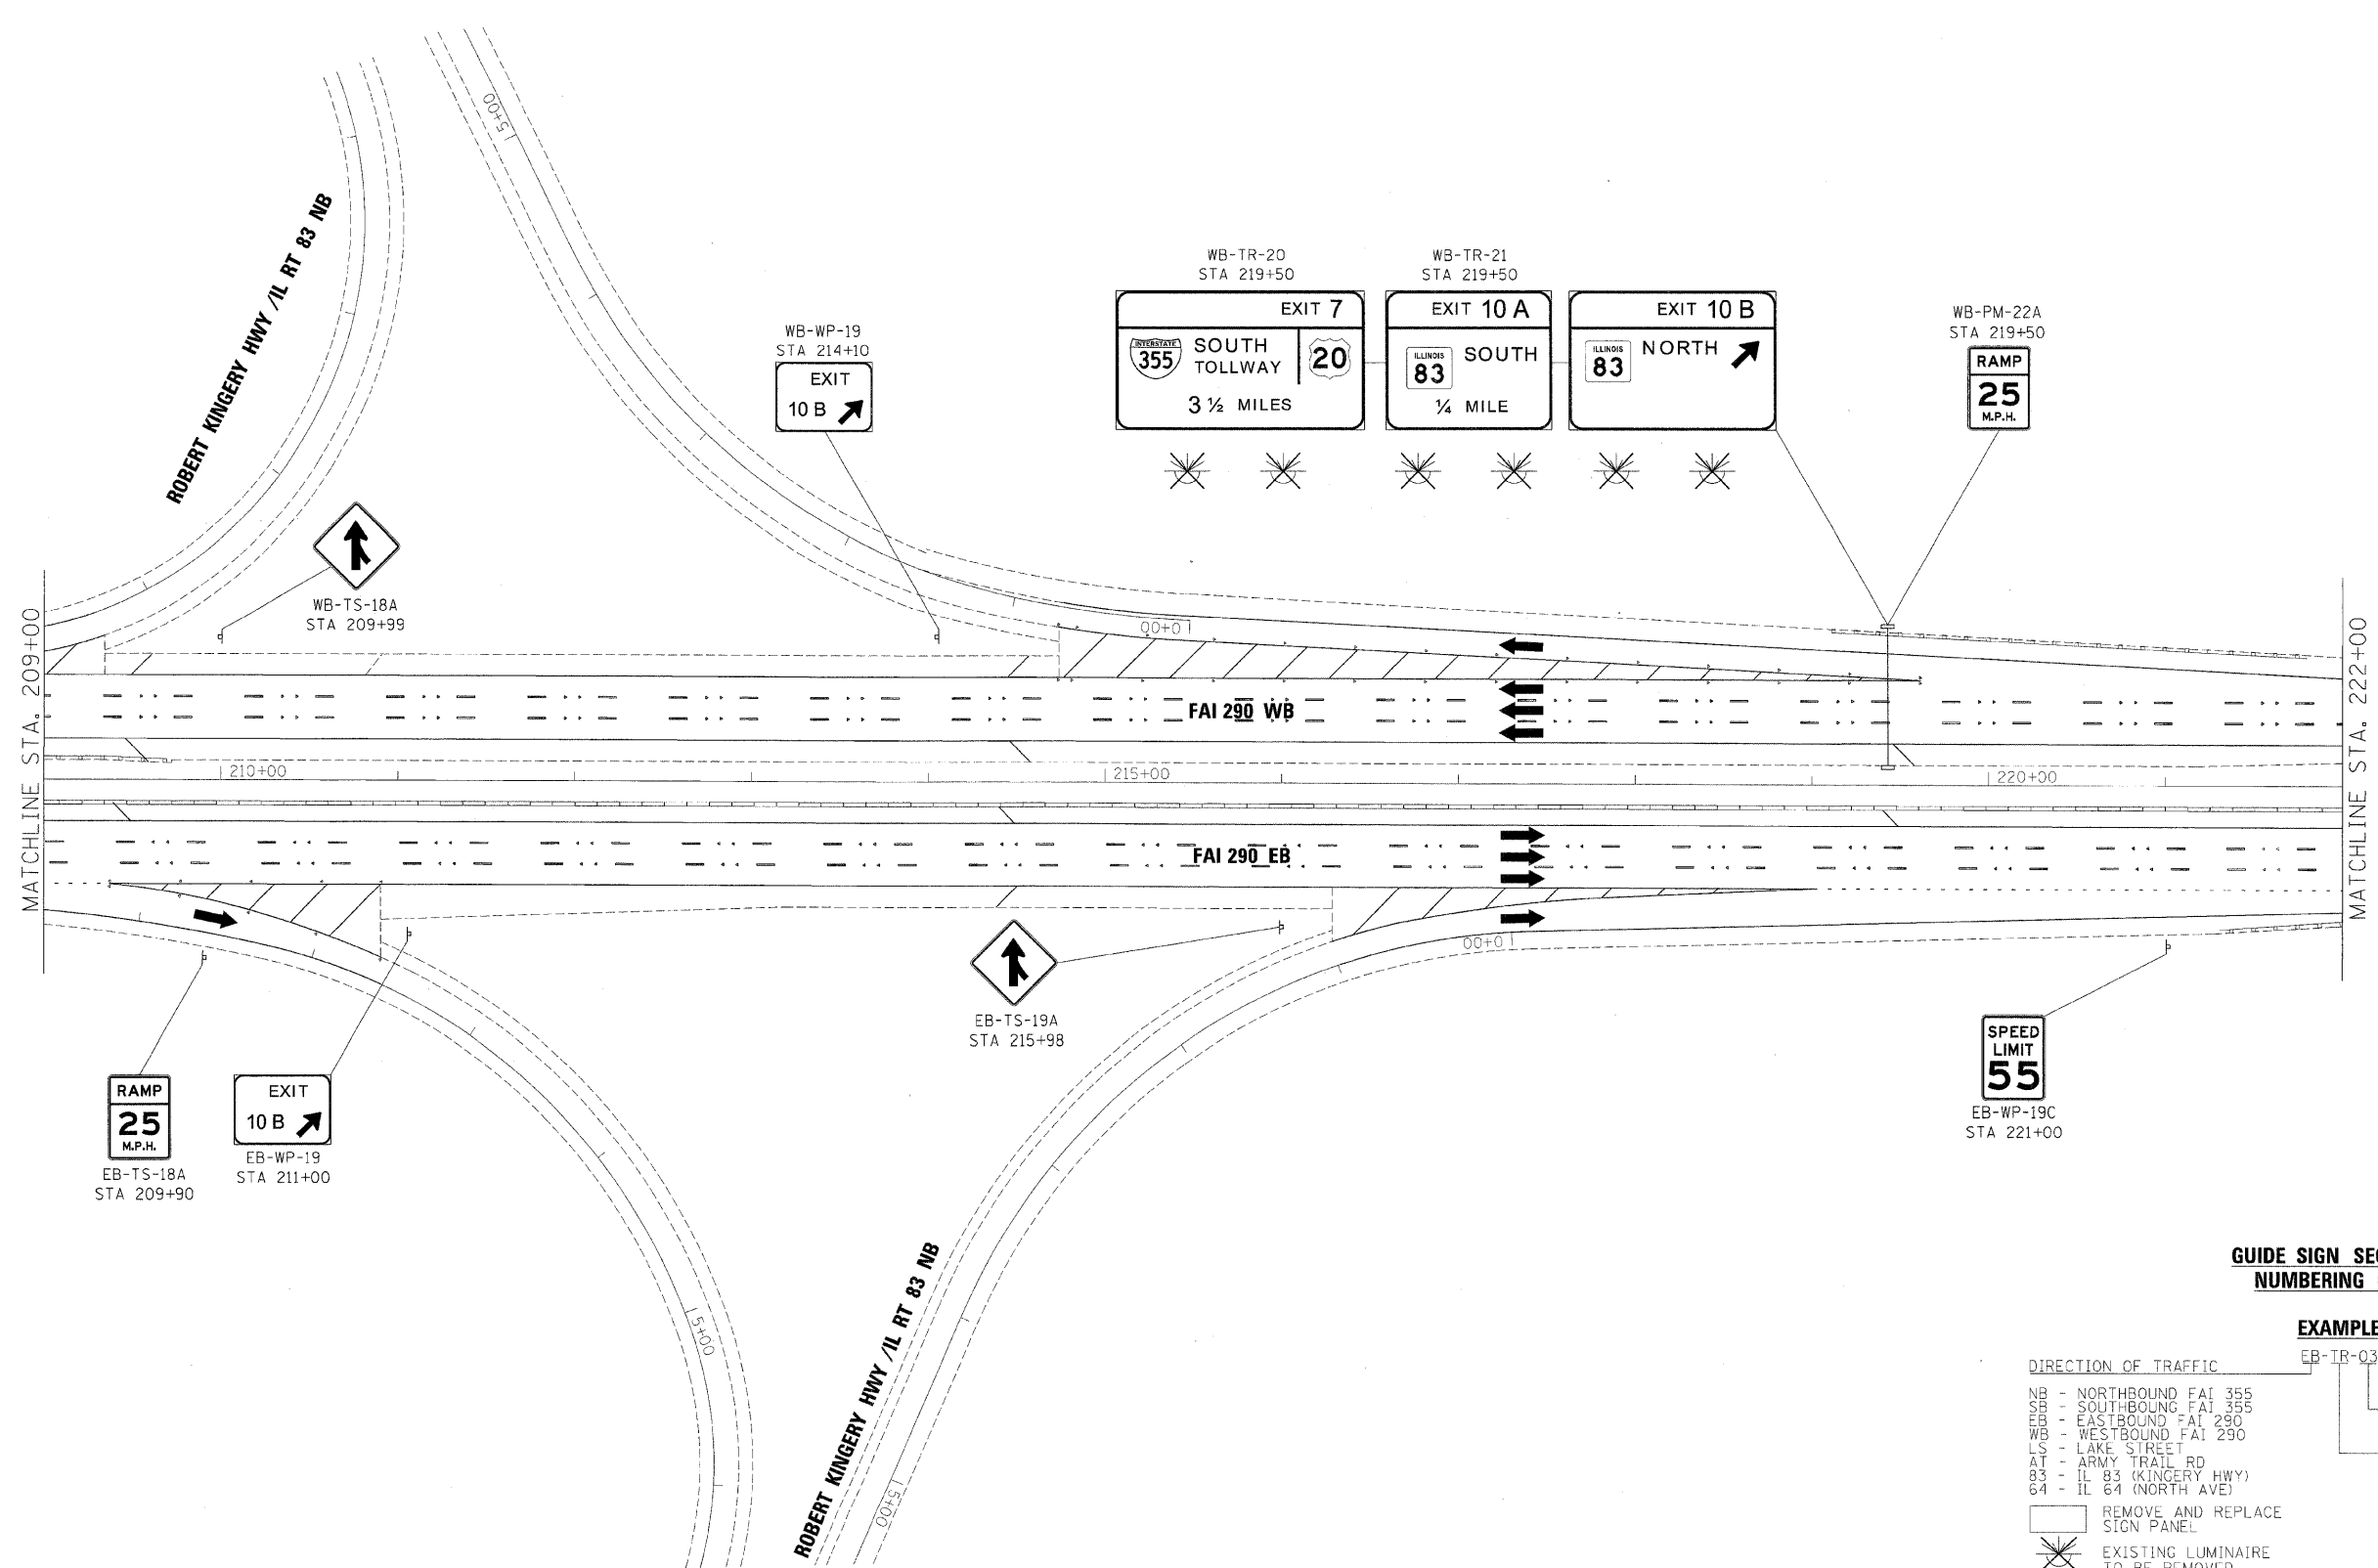 15+00
ROBERT KINGERY HWY /IL RT 83 NB
WB-WP-19
STA 214+10
EXIT
10 B
WB-TR-20
STA 219+50
EXIT 7
INTERSTATE
355
SOUTH
TOLLWAY
20
3 ½ MILES
WB-TR-21
STA 219+50
EXIT 10 A
ILLINOIS
83
SOUTH
¼ MILE
EXIT 10 B
ILLINOIS
83
NORTH
WB-PM-22A
STA 219+50
RAMP
25
M.P.H.
WB-TS-18A
STA 209+99
MATCHLINE STA. 209+00
10+00
FAI 290 WB
210+00
215+00
220+00
MATCHLINE STA. 222+00
FAI 290 EB
10+00
EB-TS-19A
STA 215+98
RAMP
25
M.P.H.
EB-TS-18A
STA 209+90
EXIT
10 B
EB-WP-19
STA 211+00
SPEED
LIMIT
55
EB-WP-19C
STA 221+00
15+00
ROBERT KINGERY HWY /IL RT 83 NB
15+00
GUIDE SIGN
NUMBERING
EXAMPLE
EB-TR-03
DIRECTION OF TRAFFIC
NB - NORTHBOUND FAI 355
SB - SOUTHBOUNG FAI 355
EB - EASTBOUND FAI 290
WB - WESTBOUND FAI 290
LS - LAKE STREET
AT - ARMY TRAIL RD
83 - IL 83 (KINGERY HWY)
64 - IL 64 (NORTH AVE)
REMOVE AND REPLACE
SIGN PANEL
EXISTING LUMINAIRE
TO BE REMOVED